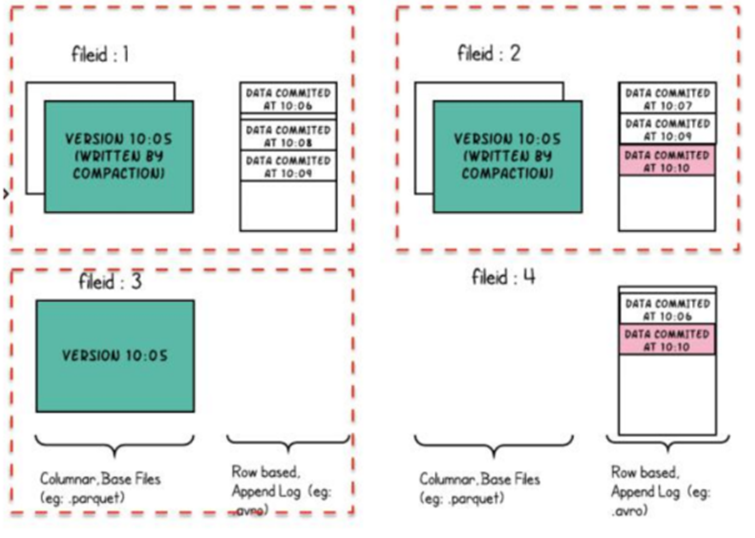 fileid : 1
VERSION 10:05
(WRITTEN BY
COMPACTION)
DATA COMMITED
AT 10:06
DATA COMMITED
AT 10:08
DATA COMMITED
AT 10:09
fileid : 2
VERSION 10:05
(WRITTEN BY
COMPACTION)
DATA COMMITED
AT 10:07
DATA COMMITED
AT 10:09
DATA COMMITED
AT 10:10
fileid : 3
VERSION 10:05
Columnar, Base Files
(eg: .parquet)
Row based,
Append Log (eg:
.avro)
fileid : 4
DATA COMMITED
AT 10:06
DATA COMMITED
AT 10:10
Columnar, Base Files
(eg: .parquet)
Row based,
Append Log (eg:
.avro)